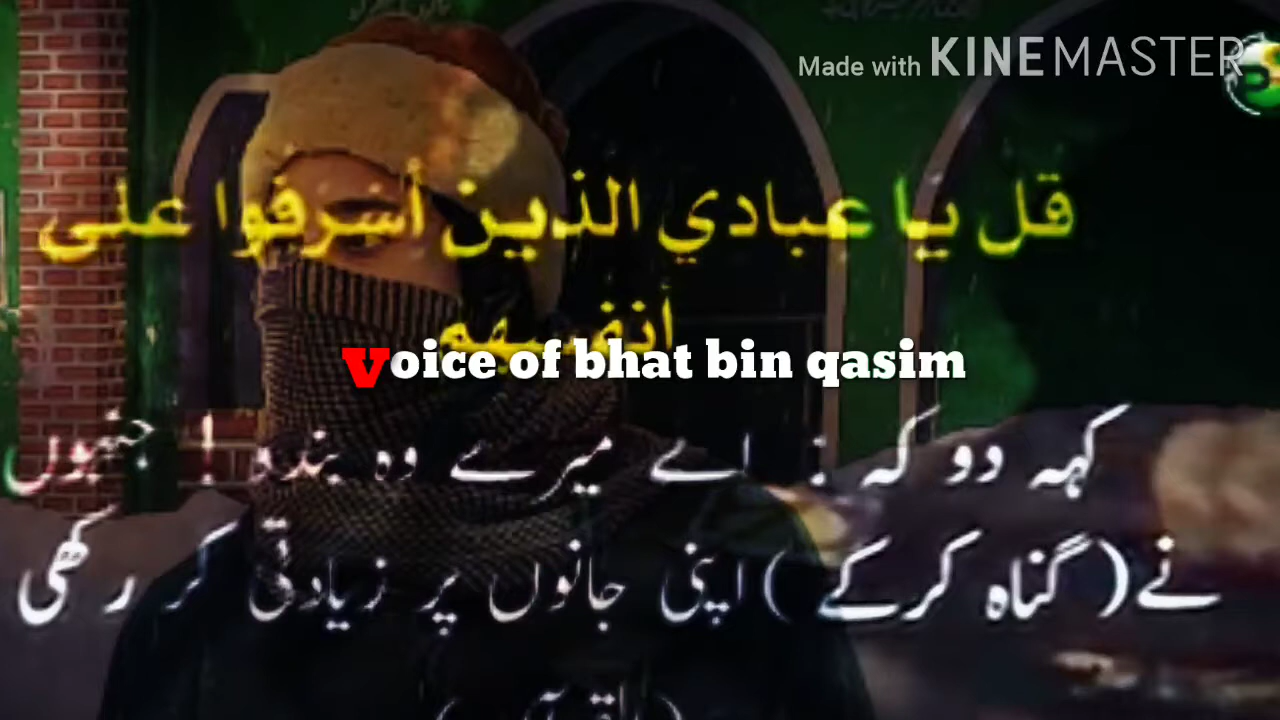 Made with KINEMASTER
قل يا عبادي الذين أسرفوا على
أنفسهم
Voice of bhat bin qasim
کہہ دو کہ : اے میرے وہ بندو ! جنہوں
نے ( گناہ کرکے ) اپنی جانوں پر زیادتی کر رکھی